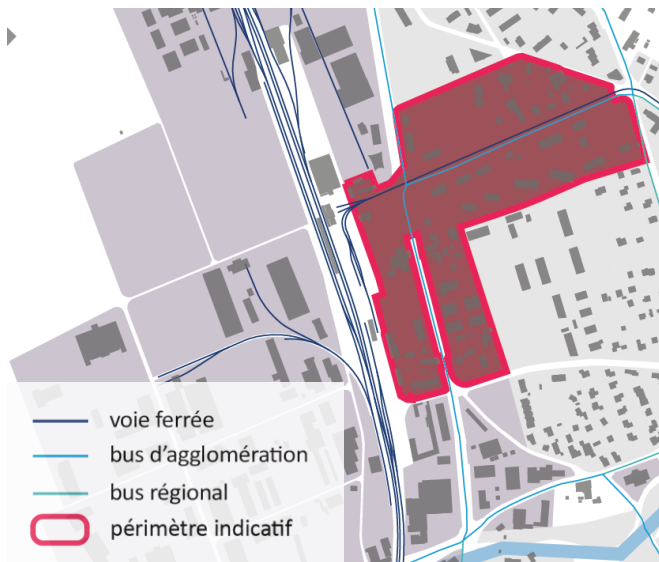 voie ferrée
bus d'agglomération
bus régional
périmètre indicatif